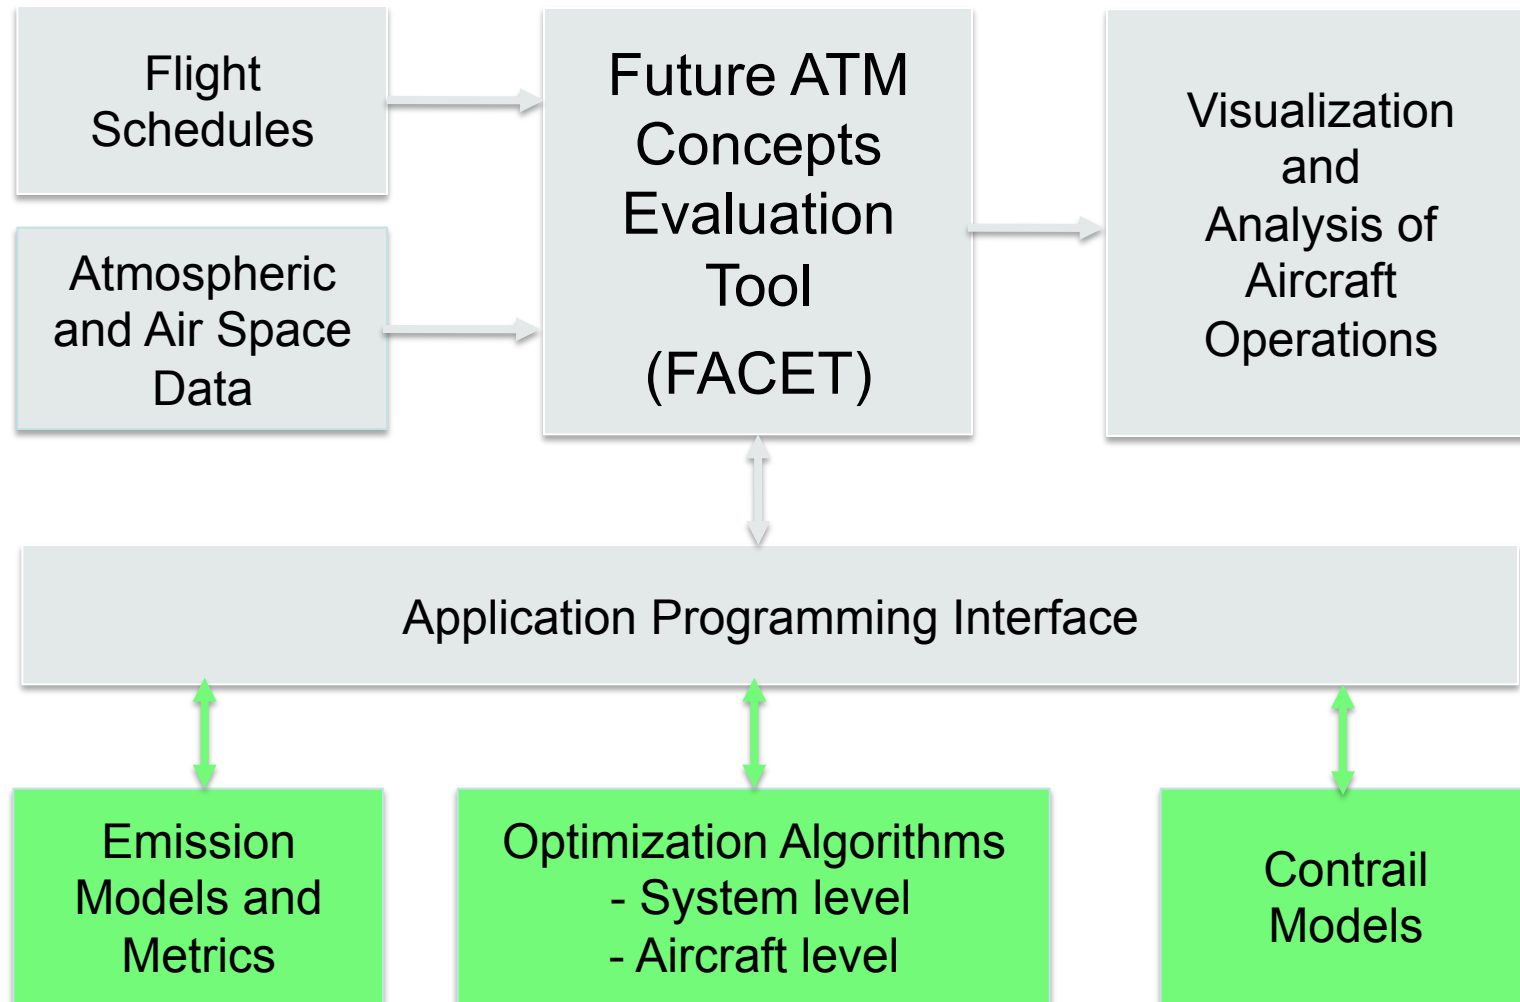 Flight
Schedules
Atmospheric
and Air Space
Data
Future ATM
Concepts
Evaluation
Tool
(FACET)
Visualization
and
Analysis of
Aircraft
Operations
Application Programming Interface
Emission
Models and
Metrics
Optimization Algorithms
- System level
- Aircraft level
Contrail
Models